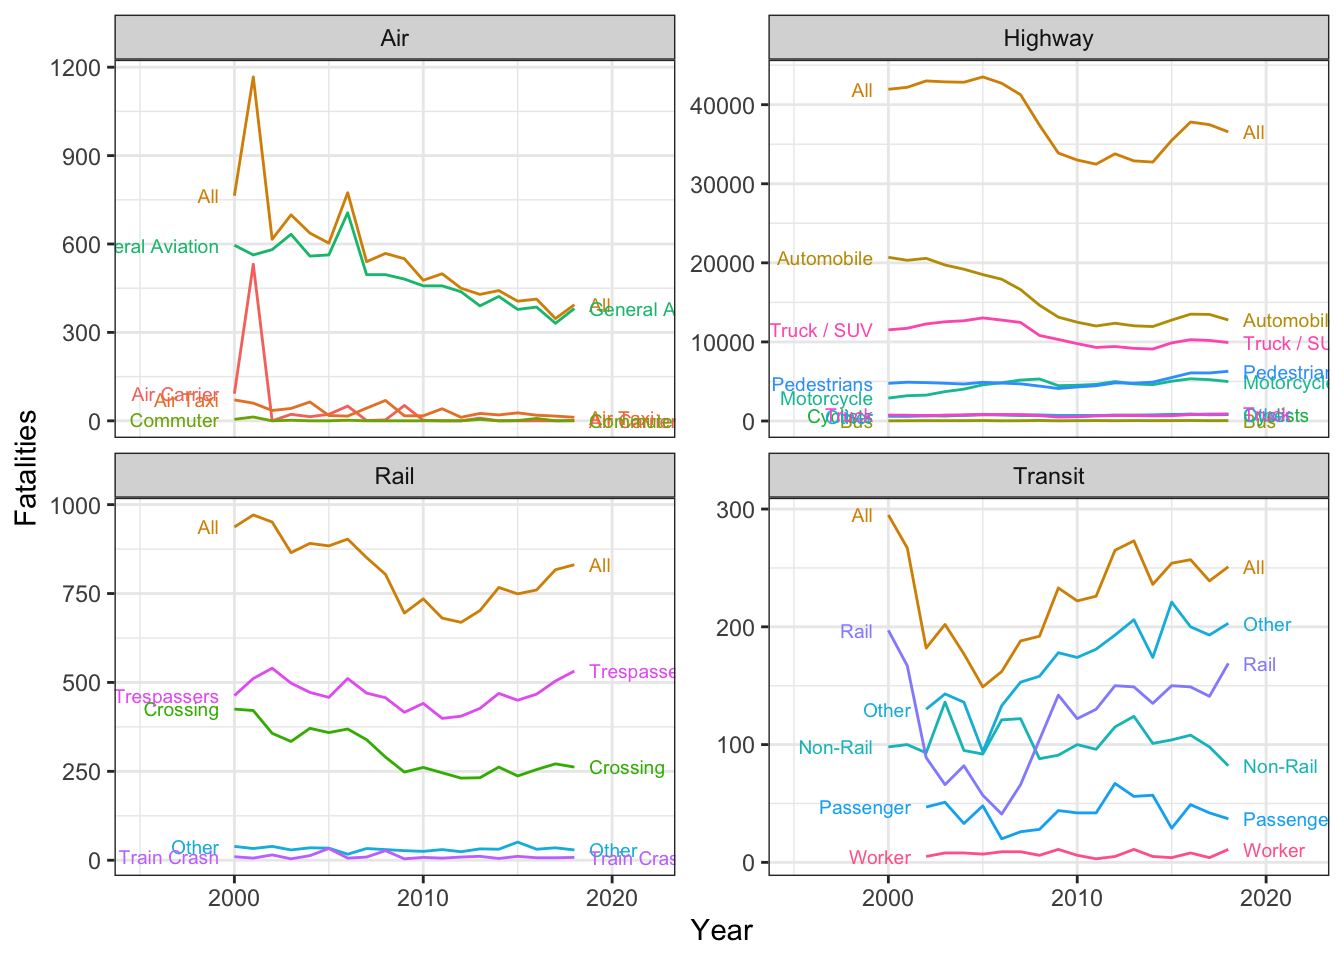 Air
Highway
1200
900
600
300
0
All
eral Aviation
Air Carrier
Air Taxi
Commuter
All
General A
Air Taxi
Commuter
40000
30000
20000
10000
0
All
Automobile
Truck / SUV
Pedestrians
Motorcycle
Bus
All
Automobil
Truck / SU
Pedestrian
Motorcycle
Bus
Rail
Transit
1000
750
500
250
0
All
Trespassers
Crossing
Other
Train Crash
All
Trespasse
Crossing
Other
Train Cras
300
200
100
0
All
Rail
Other
Non-Rail
Passenger
Worker
All
Other
Rail
Non-Rail
Passenge
Worker
2000
2010
2020
2000
2010
2020
Year
Fatalities